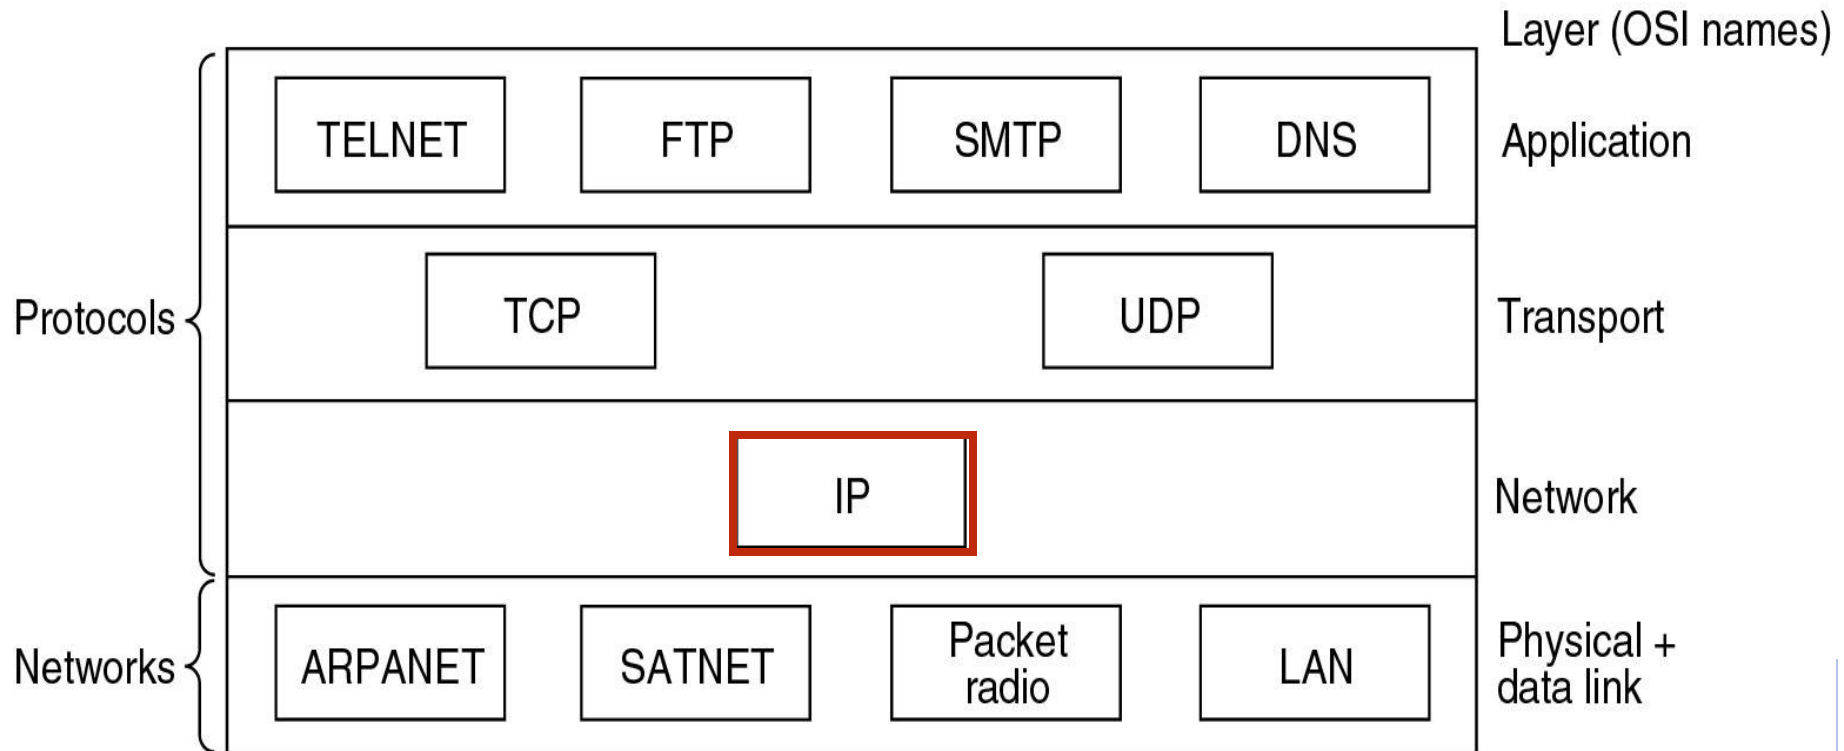 Layer (OSI names)
TELNET FTP SMTP DNS Application
Protocols TCP UDP Transport
IP Network
Networks ARPANET SATNET Packet radio LAN Physical + data link